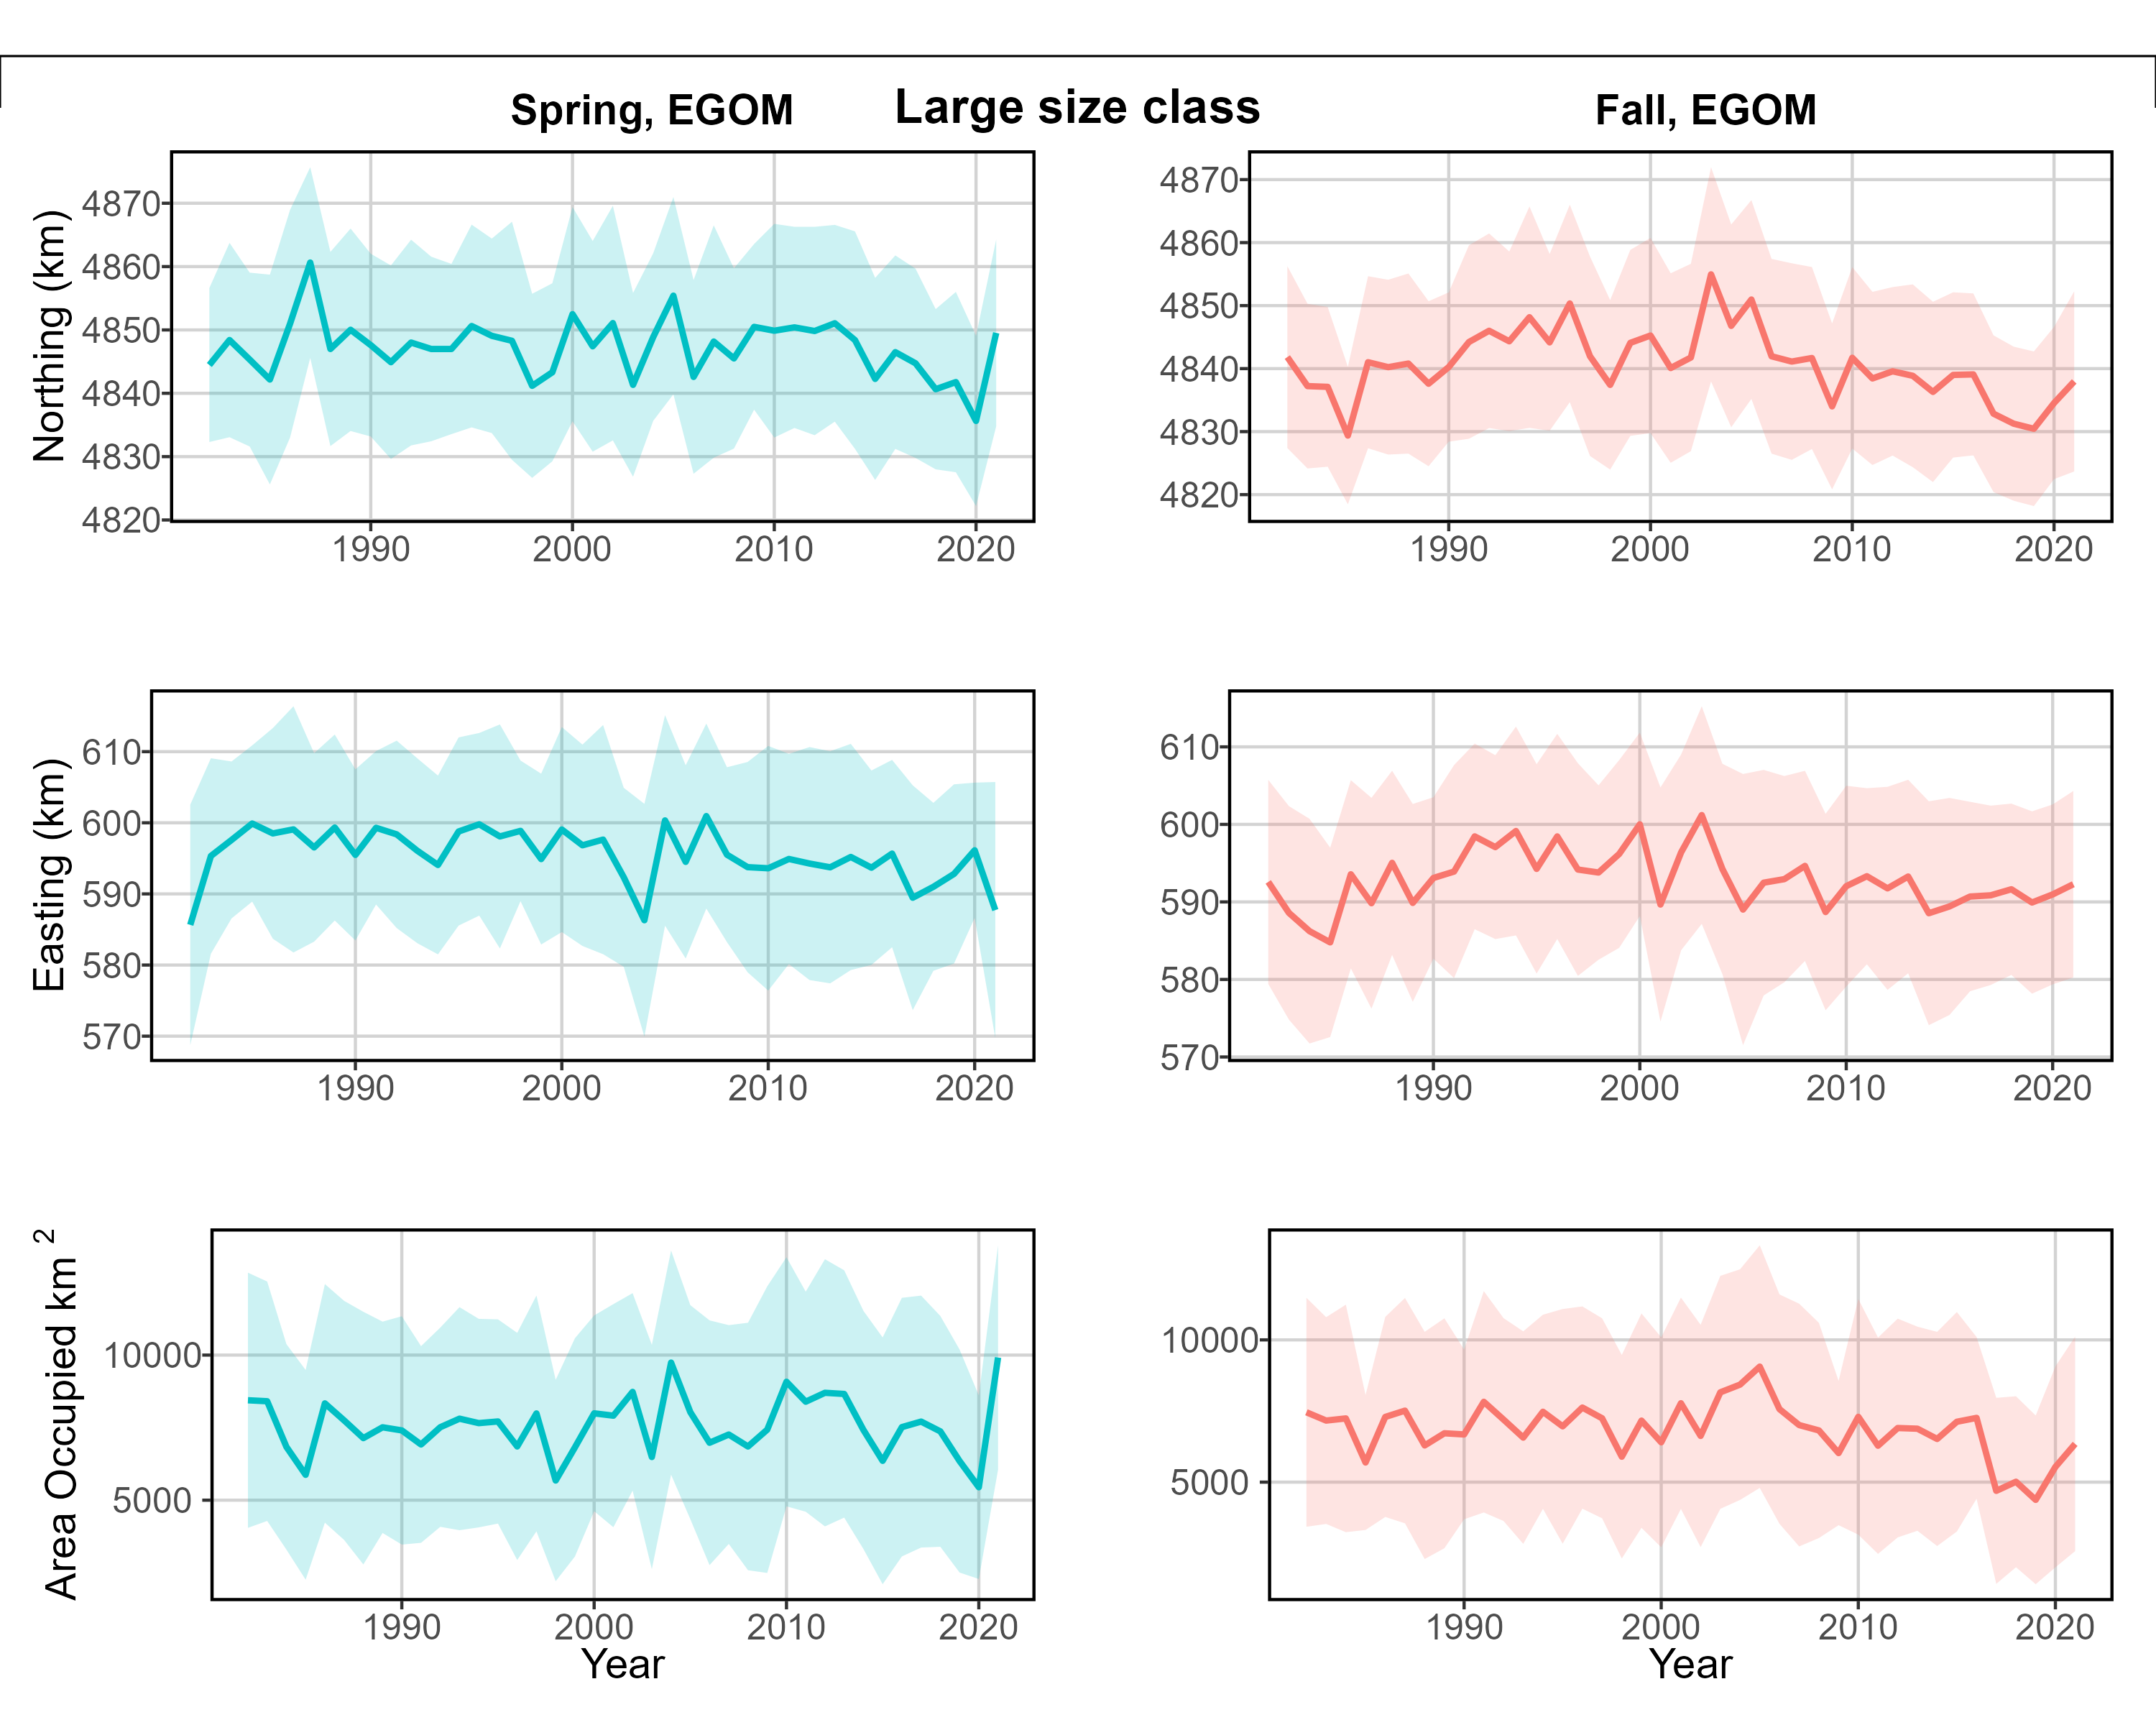 Spring, EGOM
Large size class
Fall, EGOM
Northing (km)
4870
4860
4850
4840
4830
4820
1990 2000 2010 2020
4870
4860
4850
4840
4830
4820
1990 2000 2010 2020
Easting (km)
610
600
590
580
570
1990 2000 2010 2020
610
600
590
580
570
1990 2000 2010 2020
Area Occupied km 2
10000
5000
1990 2000 2010 2020
Year
10000
5000
1990 2000 2010 2020
Year